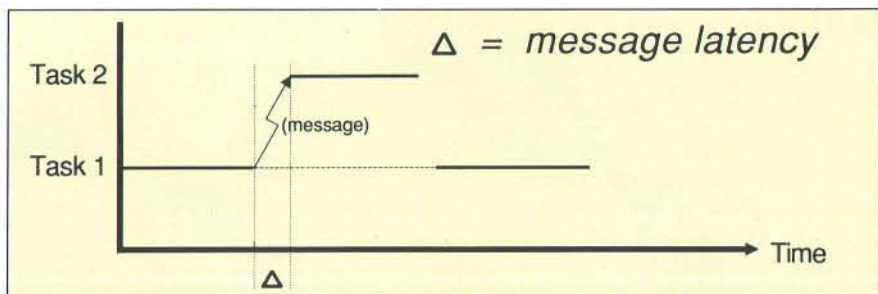 Δ = message latency
Task 2
(message)
Task 1
Time
Δ